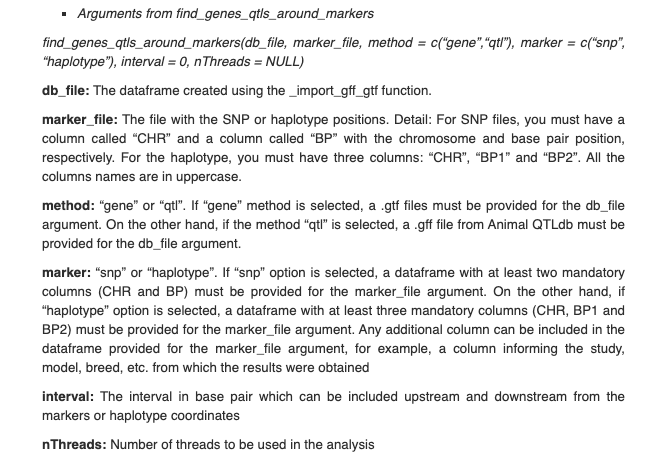 ▪ Arguments from find_genes_qtls_around_markers
find_genes_qtls_around_markers(db_file, marker_file, method = c(“gene”,“qtl”), marker = c(“snp”,
“haplotype”), interval = 0, nThreads = NULL)
db_file: The dataframe created using the _import_gff_gtf function.
marker_file: The file with the SNP or haplotype positions. Detail: For SNP files, you must have a
column called “CHR” and a column called “BP” with the chromosome and base pair position,
respectively. For the haplotype, you must have three columns: “CHR”, “BP1” and “BP2”. All the
columns names are in uppercase.
method: “gene” or “qtl”. If “gene” method is selected, a .gtf files must be provided for the db_file
argument. On the other hand, if the method “qtl” is selected, a .gff file from Animal QTLdb must be
provided for the db_file argument.
marker: “snp” or “haplotype”. If “snp” option is selected, a dataframe with at least two mandatory
columns (CHR and BP) must be provided for the marker_file argument. On the other hand, if
“haplotype” option is selected, a dataframe with at least three mandatory columns (CHR, BP1 and
BP2) must be provided for the marker_file argument. Any additional column can be included in the
dataframe provided for the marker_file argument, for example, a column informing the study,
model, breed, etc. from which the results were obtained
interval: The interval in base pair which can be included upstream and downstream from the
markers or haplotype coordinates
nThreads: Number of threads to be used in the analysis